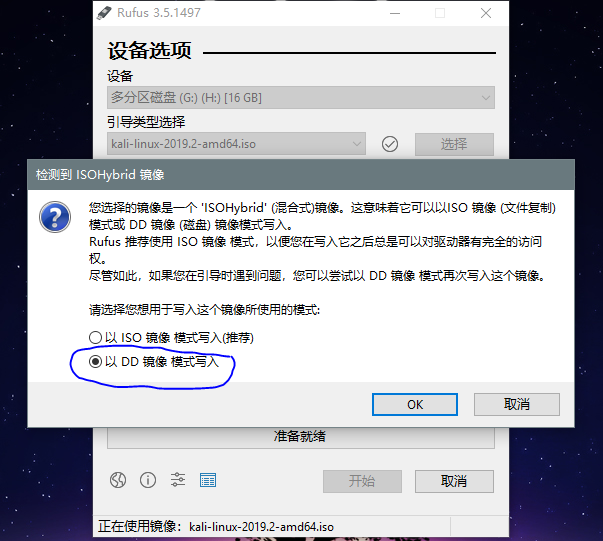 Rufus 3.5.1497
设备选项
设备
多分区磁盘 (G:) (H:) [16 GB]
引导类型选择
kali-linux-2019.2-amd64.iso
选择
检测到 ISOHybrid 镜像
您选择的镜像是一个 'ISOHybrid' (混合式)镜像。这意味着它可以以ISO 镜像 (文件复制)
模式或 DD 镜像 (磁盘) 镜像模式写入。
Rufus 推荐使用 ISO 镜像 模式，以便您在写入它之后总是可以对驱动器有完全的访问
权。
尽管如此，如果您在引导时遇到问题，您可以尝试以 DD 镜像 模式再次写入这个镜像。
请选择您想用于写入这个镜像所使用的模式:
以 ISO 镜像 模式写入(推荐)
以 DD 镜像 模式写入
OK
取消
准备就绪
开始
取消
正在使用镜像：kali-linux-2019.2-amd64.iso